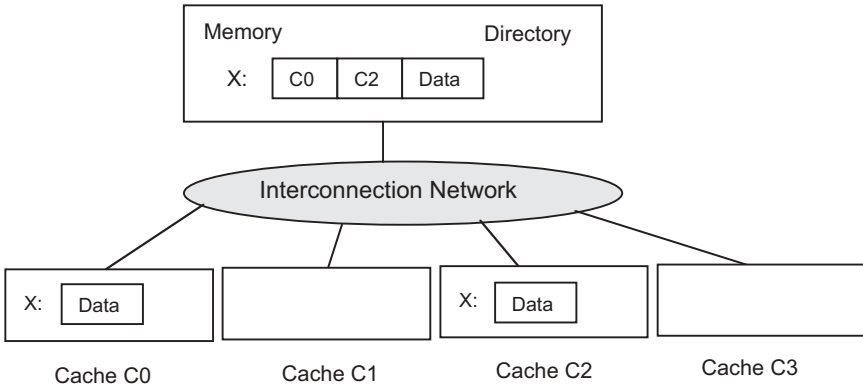 Memory Directory
X: C0 C2 Data
Interconnection Network
X: Data X: Data
Cache C0 Cache C1 Cache C2 Cache C3